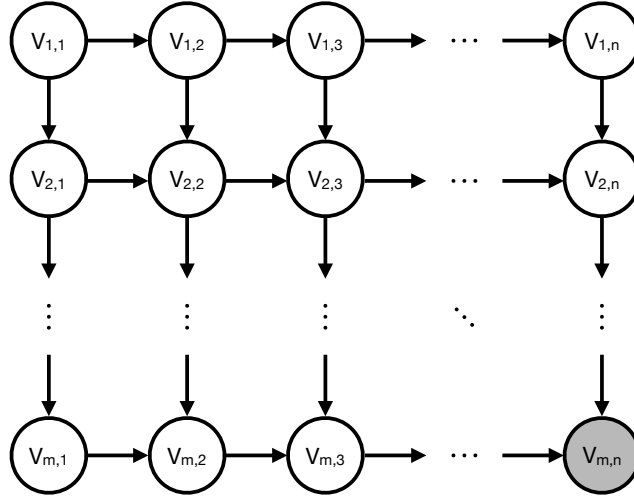 V1,1 V1,2 V1,3 ··· V1,n
V2,1 V2,2 V2,3 ··· V2,n
⋮ ⋮ ⋮ ⋱ ⋮
Vm,1 Vm,2 Vm,3 ··· Vm,n